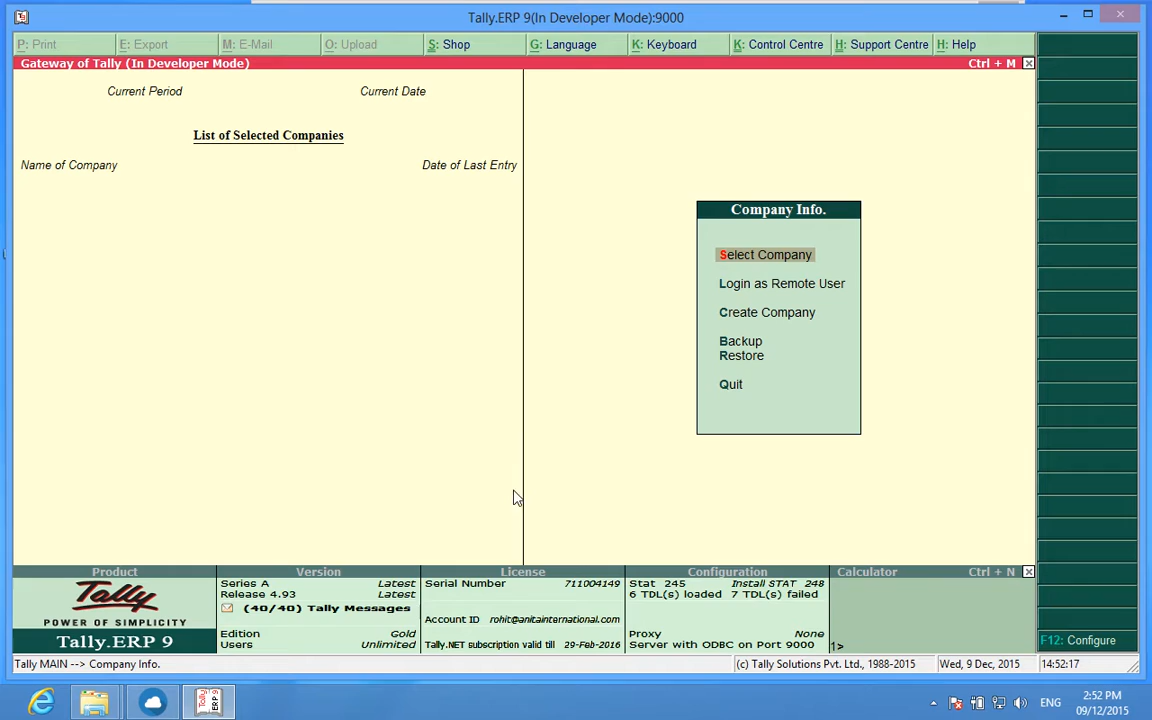 Tally.ERP 9(In Developer Mode):9000
P: Print E: Export M: E-Mail O: Upload S: Shop G: Language K: Keyboard K: Control Centre H: Support Centre H: Help
Gateway of Tally (In Developer Mode) Ctrl + M
Current Period Current Date
List of Selected Companies
Name of Company Date of Last Entry
Company Info.
Select Company
Login as Remote User
Create Company
Backup
Restore
Quit
Product Version License Configuration Calculator Ctrl + N
Tally
POWER OF SIMPLICITY
Tally.ERP 9
Series A Latest
Release 4.93 Latest
(40/40) Tally Messages
Edition Gold
Users Unlimited
Serial Number 711004149
Account ID rohit@anitainternational.com
Tally.NET subscription valid till 29-Feb-2016
Stat 245 Install STAT 248
6 TDL(s) loaded 7 TDL(s) failed
Proxy None
Server with ODBC on Port 9000
1>
F12: Configure
Tally MAIN --> Company Info. (c) Tally Solutions Pvt. Ltd., 1988-2015 Wed, 9 Dec, 2015 14:52:17
ENG
2:52 PM
09/12/2015